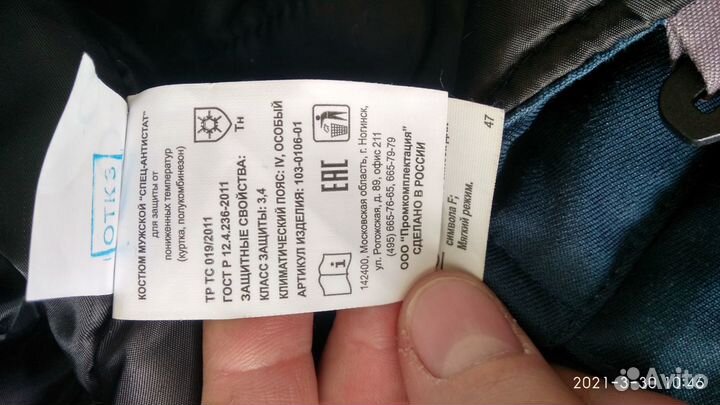 КОСТЮМ МУЖСКОЙ "СПЕЦ-АНТИСТАТ"
для защиты от
пониженных температур
(куртка, полукомбинезон)
ОТК 3
Тн
ТР ТС 019/2011
ГОСТ Р 12.4.236-2011
ЗАЩИТНЫЕ СВОЙСТВА:
КЛАСС ЗАЩИТЫ: 3,4
КЛИМАТИЧЕСКИЙ ПОЯС: IV, ОСОБЫЙ
АРТИКУЛ ИЗДЕЛИЯ: 103-0106-01
EAC
142400, Московская область, г. Ногинск,
ул. Рогожская, д. 89, офис 211
(495) 665-76-65, 665-79-79
ООО "Промкомплектация"
СДЕЛАНО В РОССИИ
47
символа F;
Мягкий режим.
2021-3-30 10:46
Avito